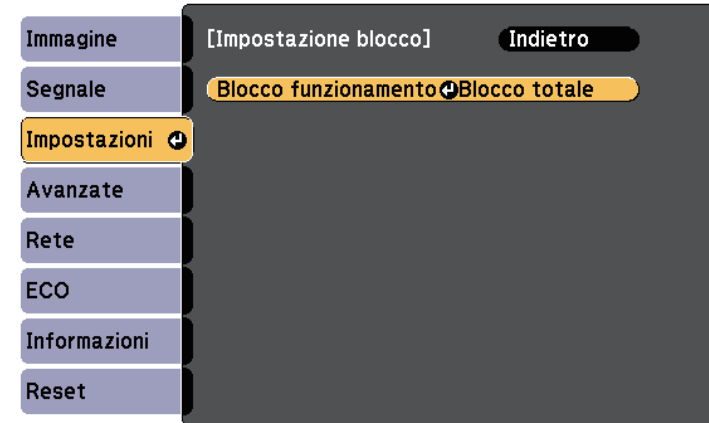 Immagine
Segnale
Impostazioni
Avanzate
Rete
ECO
Informazioni
Reset
[Impostazione blocco] Indietro
Blocco funzionamento Blocco totale